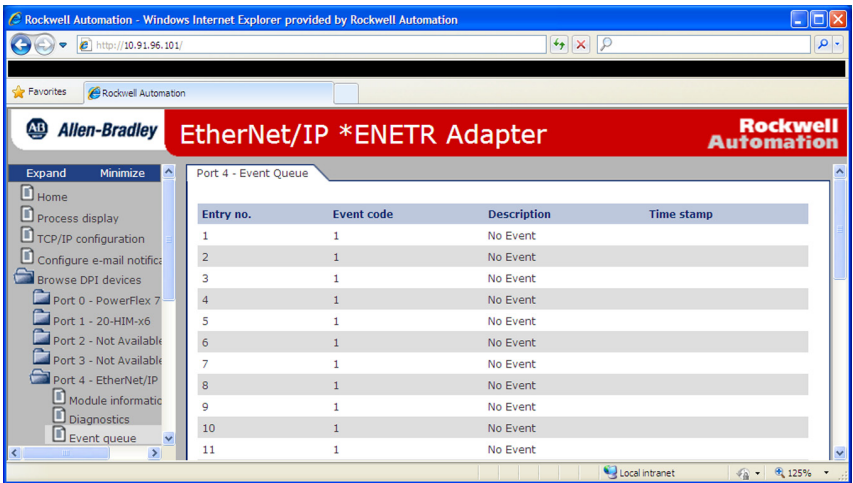 Rockwell Automation - Windows Internet Explorer provided by Rockwell Automation
http://10.91.96.101/
Favorites
Rockwell Automation
AB Allen-Bradley
EtherNet/IP *ENETR Adapter
Rockwell
Automation
Expand Minimize
Home
Process display
TCP/IP configuration
Configure e-mail notifica
Browse DPI devices
Port 0 - PowerFlex 7
Port 1 - 20-HIM-x6
Port 2 - Not Available
Port 3 - Not Available
Port 4 - EtherNet/IP
Module informatic
Diagnostics
Event queue
Port 4 - Event Queue
Entry no. Event code Description Time stamp
1 1 No Event
2 1 No Event
3 1 No Event
4 1 No Event
5 1 No Event
6 1 No Event
7 1 No Event
8 1 No Event
9 1 No Event
10 1 No Event
11 1 No Event
Local intranet
125%